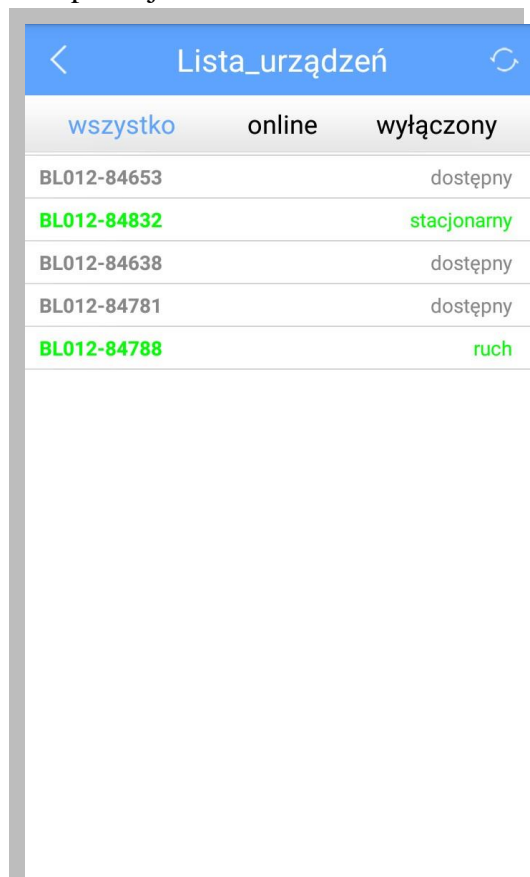 Lista_urządzeń
wszystko online wyłączony
BL012-84653 dostępny
BL012-84832 stacjonarny
BL012-84638 dostępny
BL012-84781 dostępny
BL012-84788 ruch